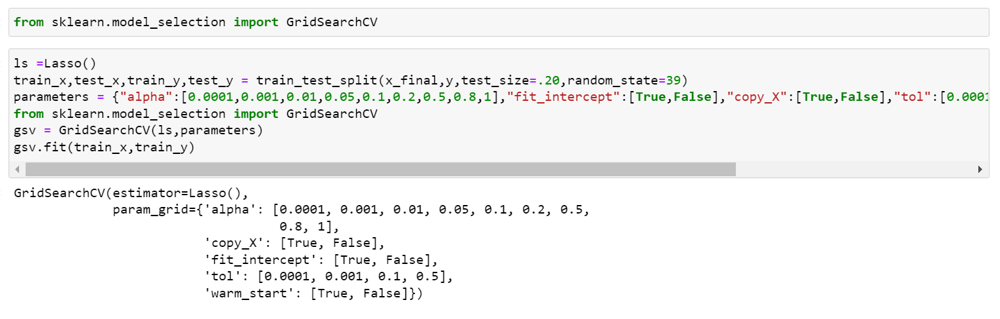 from sklearn.model_selection import GridSearchCV
ls =Lasso()
train_x,test_x,train_y,test_y = train_test_split(x_final,y,test_size=.20,random_state=39)
parameters = {"alpha":[0.0001,0.001,0.01,0.05,0.1,0.2,0.5,0.8,1],"fit_intercept":[True,False],"copy_X":[True,False],"tol":[0.0001
from sklearn.model_selection import GridSearchCV
gsv = GridSearchCV(ls,parameters)
gsv.fit(train_x,train_y)
GridSearchCV(estimator=Lasso(),
param_grid={'alpha': [0.0001, 0.001, 0.01, 0.05, 0.1, 0.2, 0.5,
0.8, 1],
'copy_X': [True, False],
'fit_intercept': [True, False],
'tol': [0.0001, 0.001, 0.1, 0.5],
'warm_start': [True, False]})